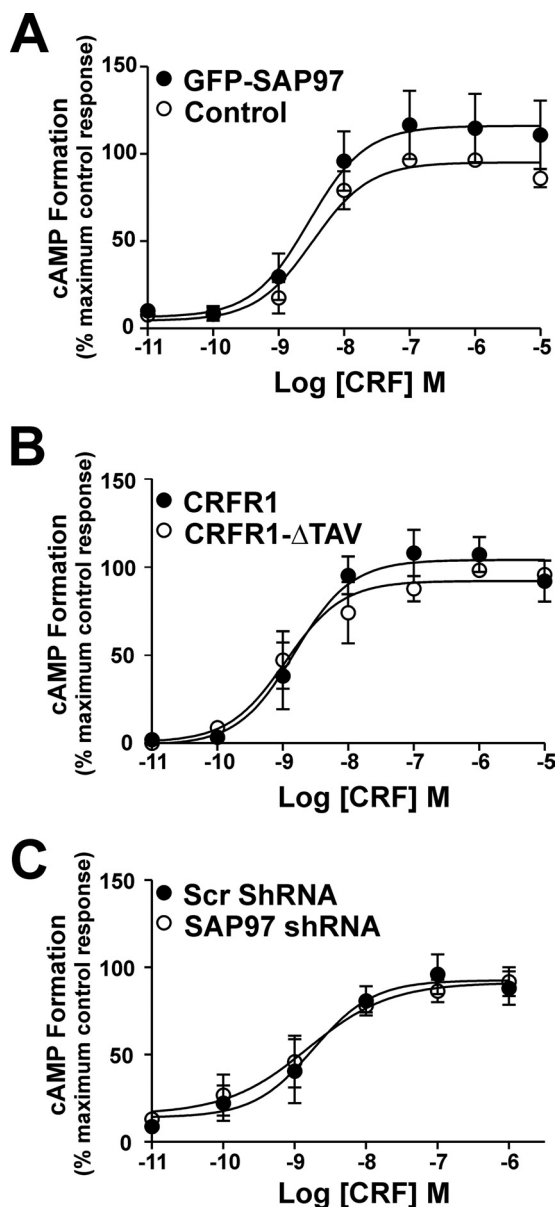 A
150
GFP-SAP97
Control
100
50
0
cAMP Formation
(% maximum control response)
-11 -10 -9 -8 -7 -6 -5
Log [CRF] M
B
150
CRFR1
CRFR1-ΔTAV
100
50
0
cAMP Formation
(% maximum control response)
-11 -10 -9 -8 -7 -6 -5
Log [CRF] M
C
150
Scr ShRNA
SAP97 shRNA
100
50
0
cAMP Formation
(% maximum control response)
-11 -10 -9 -8 -7 -6
Log [CRF] M